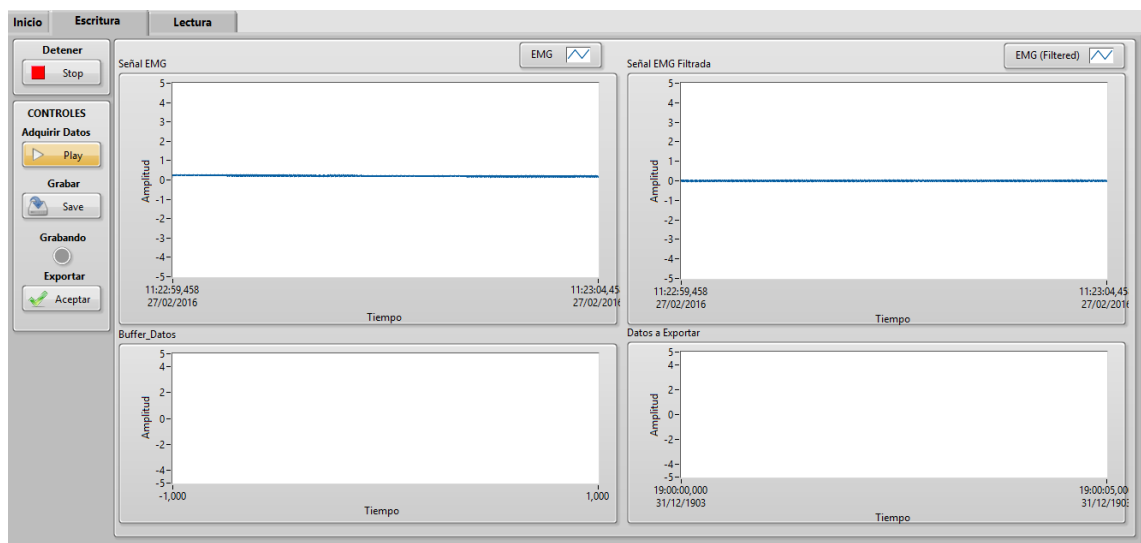 Inicio
Escritura
Lectura
Detener
Stop
CONTROLES
Adquirir Datos
Play
Grabar
Save
Grabando
Exportar
Aceptar
Señal EMG
EMG
5
4
3
2
1
0
-1
-2
-3
-4
-5
Amplitud
11:22:59,458
27/02/2016
11:23:04,45
27/02/2016
Tiempo
Señal EMG Filtrada
EMG (Filtered)
5
4
3
2
1
0
-1
-2
-3
-4
-5
Amplitud
11:22:59,458
27/02/2016
11:23:04,45
27/02/2016
Tiempo
Buffer_Datos
5
4
2
0
-2
-4
-5
Amplitud
-1,000
1,000
Tiempo
Datos a Exportar
5
4
2
0
-2
-4
-5
Amplitud
19:00:00,000
31/12/1903
19:00:05,00
31/12/1903
Tiempo